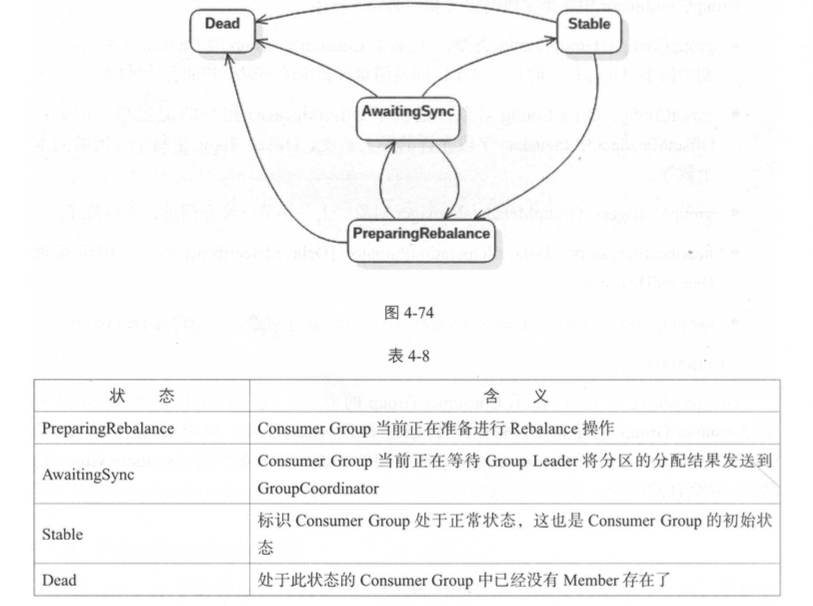 Dead
Stable
AwaitingSync
PreparingRebalance
图 4-74
表 4-8
状 态 含 义
PreparingRebalance Consumer Group 当前正在准备进行 Rebalance 操作
AwaitingSync Consumer Group 当前正在等待 Group Leader 将分区的分配结果发送到
GroupCoordinator
Stable 标识 Consumer Group 处于正常状态，这也是 Consumer Group 的初始状
态
Dead 处于此状态的 Consumer Group 中已经没有 Member 存在了